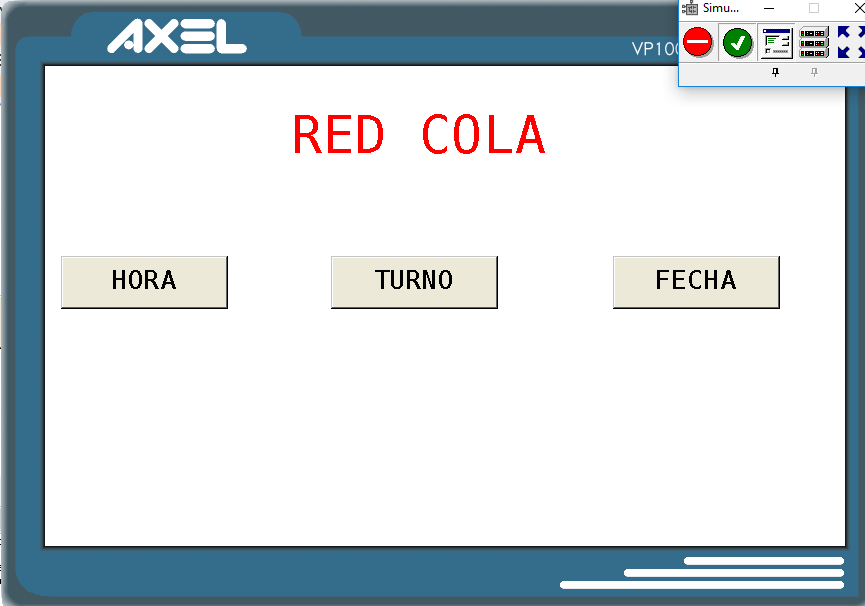 AXEL
Simu...
VP100
RED COLA
HORA
TURNO
FECHA